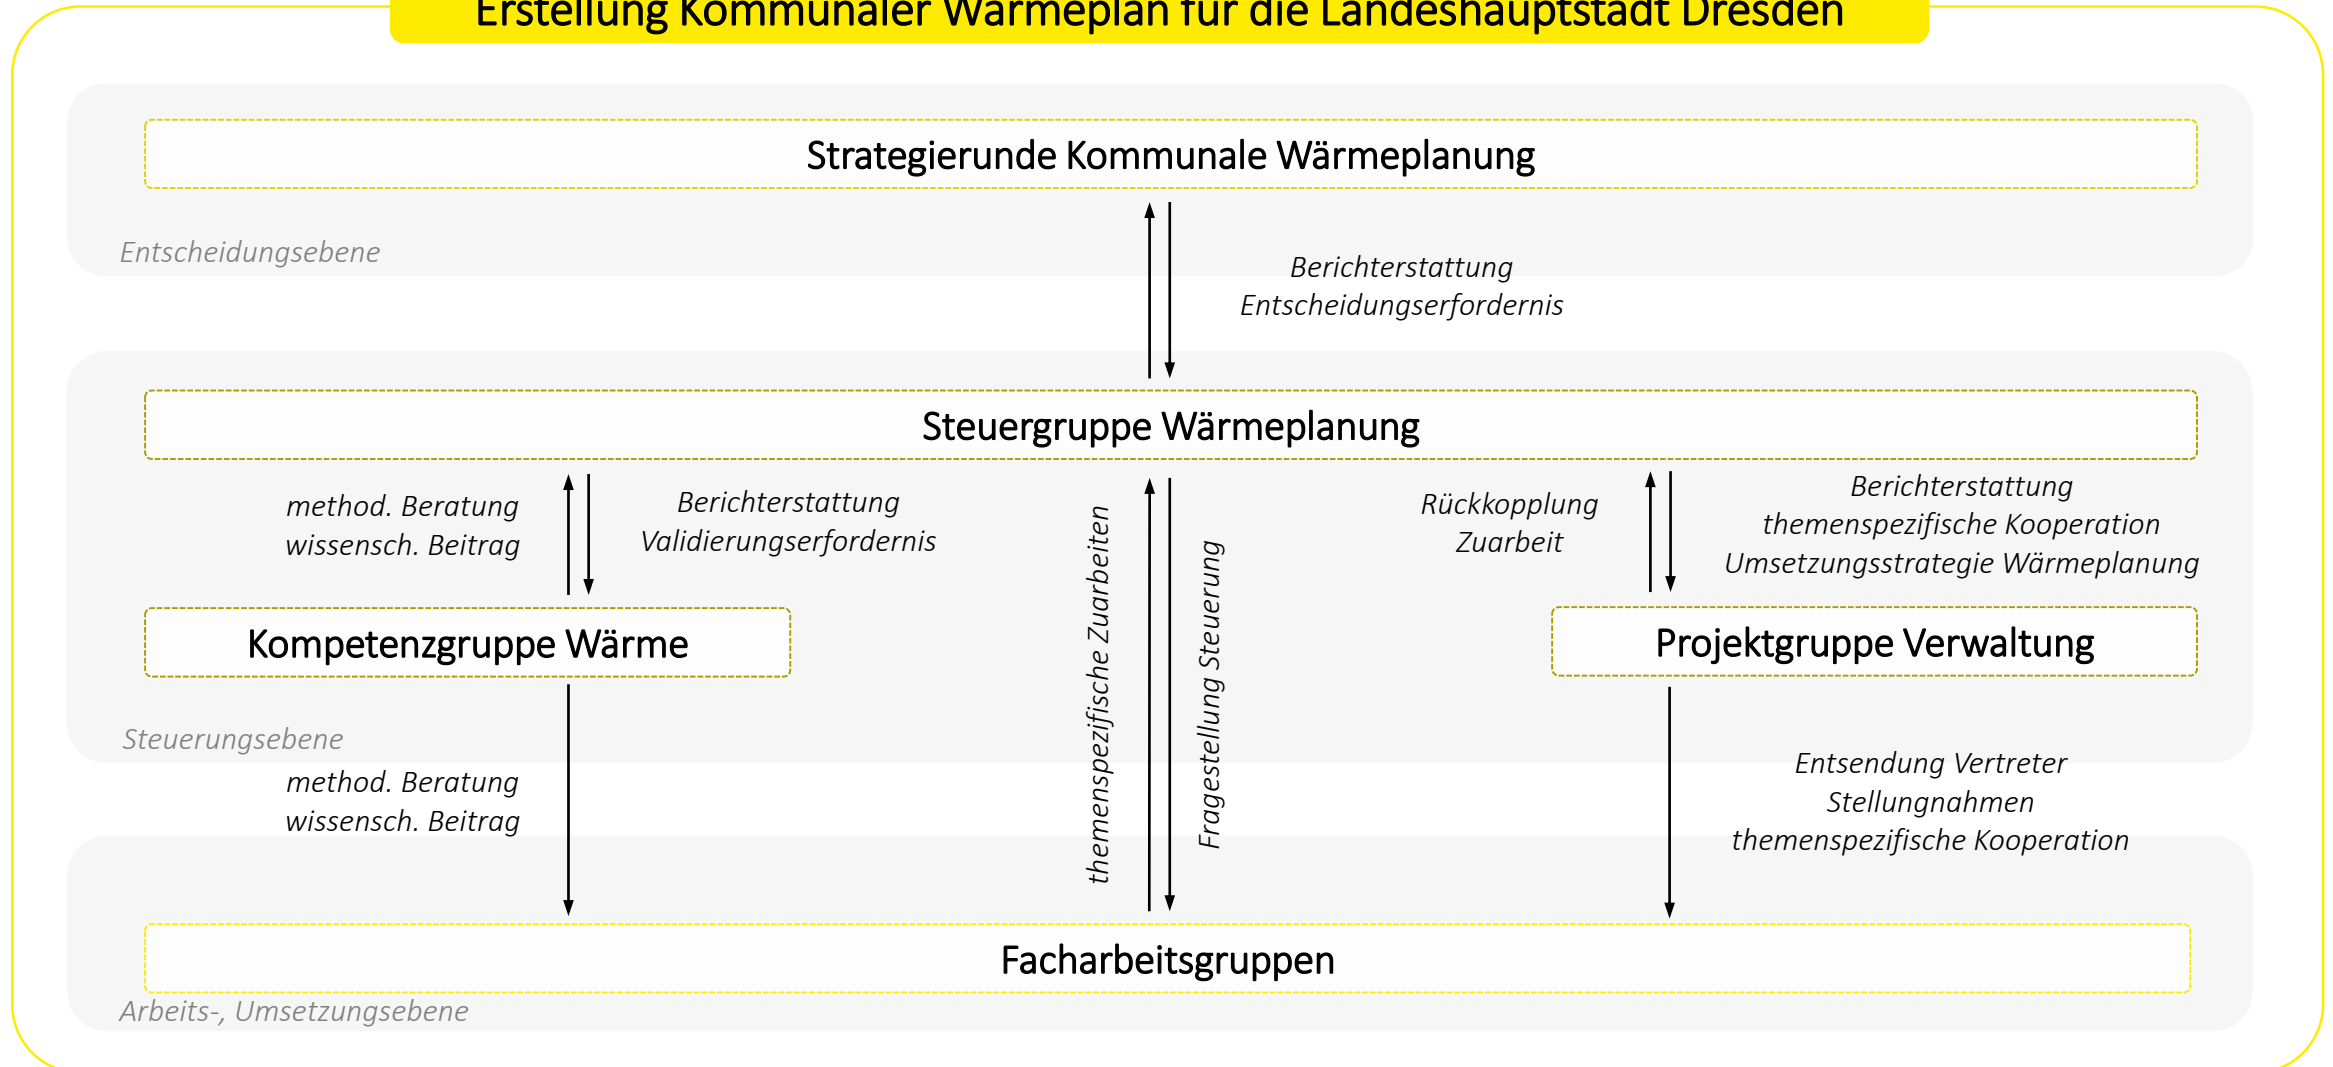 Erstellung Kommunaler Wärmeplan für die Landeshauptstadt Dresden
Strategierunde Kommunale Wärmeplanung
Entscheidungsebene
Berichterstattung
Entscheidungserfordernis
Steuergruppe Wärmeplanung
method. Beratung
wissensch. Beitrag
Berichterstattung
Validierungserfordernis
themenspezifische Zuarbeiten
Fragestellung Steuerung
Rückkopplung
Zuarbeit
Berichterstattung
themenspezifische Kooperation
Umsetzungsstrategie Wärmeplanung
Kompetenzgruppe Wärme
Projektgruppe Verwaltung
Steuerungsebene
method. Beratung
wissensch. Beitrag
Entsendung Vertreter
Stellungnahmen
themenspezifische Kooperation
Facharbeitsgruppen
Arbeits-, Umsetzungsebene